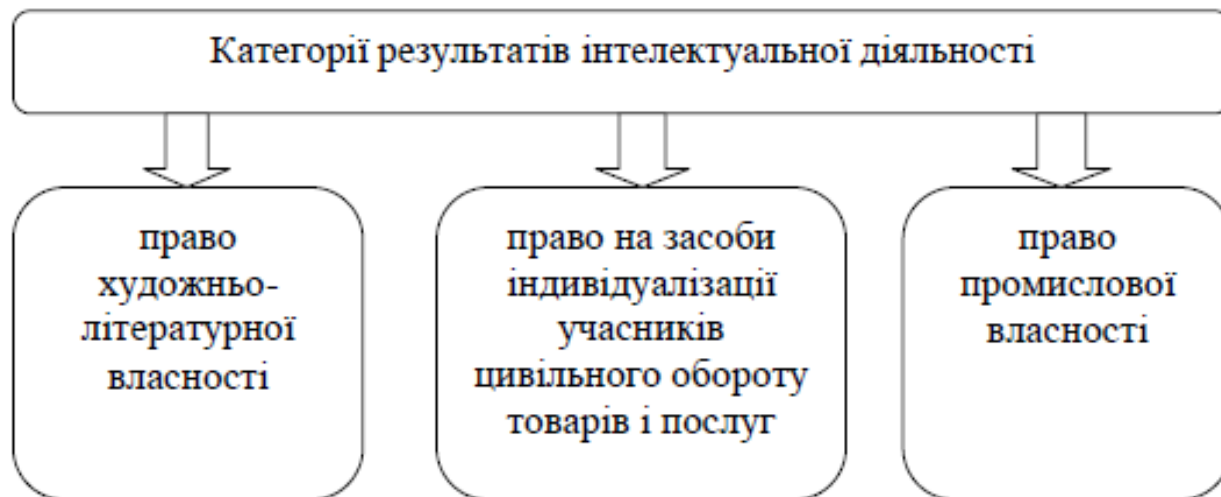 Категорії результатів інтелектуальної діяльності
право
художньо-
літературної
власності
право на засоби
індивідуалізації
учасників
цивільного обороту
товарів і послуг
право
промислової
власності